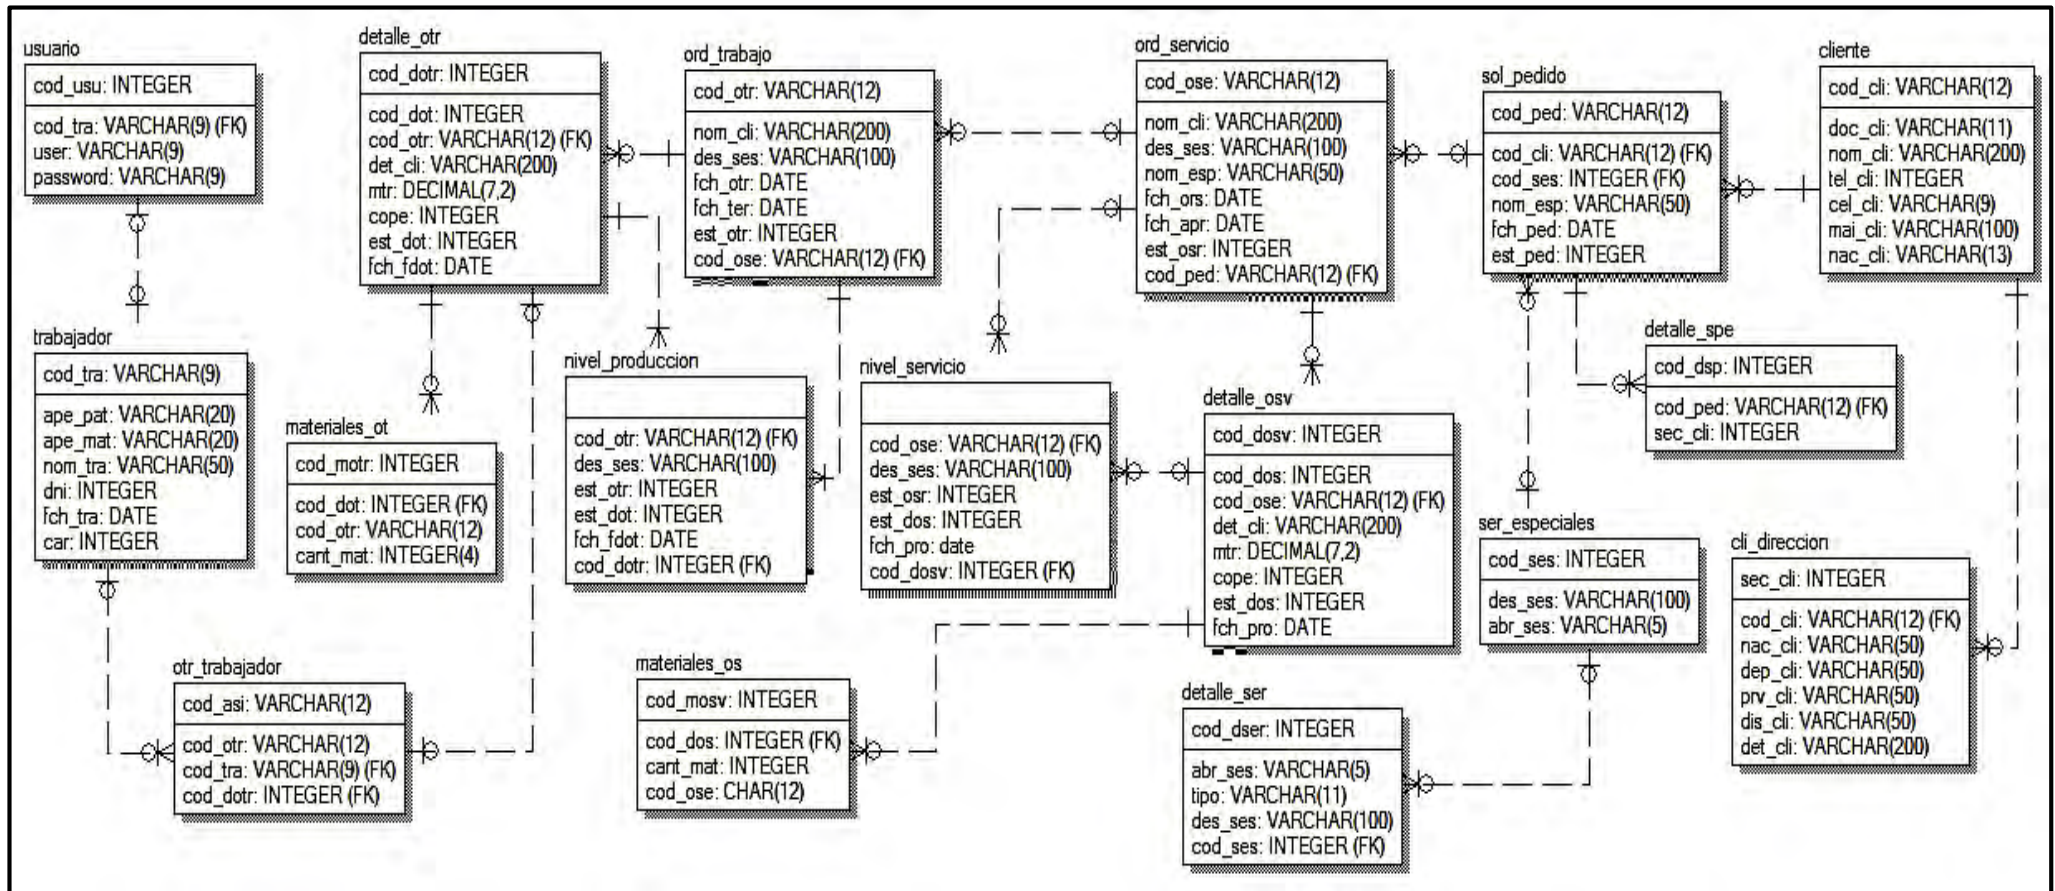 usuario
cod_usu: INTEGER
cod_tra: VARCHAR(9) (FK)
user: VARCHAR(9)
password: VARCHAR(9)
detalle_otr
cod_dotr: INTEGER
cod_dot: INTEGER
cod_otr: VARCHAR(12) (FK)
det_cli: VARCHAR(200)
mtr: DECIMAL(7,2)
cope: INTEGER
est_dot: INTEGER
fch_fdot: DATE
ord_trabajo
cod_otr: VARCHAR(12)
nom_cli: VARCHAR(200)
des_ses: VARCHAR(100)
fch_otr: DATE
fch_ter: DATE
est_otr: INTEGER
cod_ose: VARCHAR(12) (FK)
ord_servicio
cod_ose: VARCHAR(12)
nom_cli: VARCHAR(200)
des_ses: VARCHAR(100)
nom_esp: VARCHAR(50)
fch_ors: DATE
fch_apr: DATE
est_osr: INTEGER
cod_ped: VARCHAR(12) (FK)
sol_pedido
cod_ped: VARCHAR(12)
cod_cli: VARCHAR(12) (FK)
cod_ses: INTEGER (FK)
nom_esp: VARCHAR(50)
fch_ped: DATE
est_ped: INTEGER
cliente
cod_cli: VARCHAR(12)
doc_cli: VARCHAR(11)
nom_cli: VARCHAR(200)
tel_cli: INTEGER
cel_cli: VARCHAR(9)
mai_cli: VARCHAR(100)
nac_cli: VARCHAR(13)
trabajador
cod_tra: VARCHAR(9)
ape_pat: VARCHAR(20)
ape_mat: VARCHAR(20)
nom_tra: VARCHAR(50)
dni: INTEGER
fch_tra: DATE
car: INTEGER
materiales_ot
cod_motr: INTEGER
cod_dot: INTEGER (FK)
cod_otr: VARCHAR(12)
cant_mat: INTEGER(4)
nivel_produccion
cod_otr: VARCHAR(12) (FK)
des_ses: VARCHAR(100)
est_otr: INTEGER
est_dot: INTEGER
fch_fdot: DATE
cod_dotr: INTEGER (FK)
nivel_servicio
cod_ose: VARCHAR(12) (FK)
des_ses: VARCHAR(100)
est_osr: INTEGER
est_dos: INTEGER
fch_pro: date
cod_dosv: INTEGER (FK)
detalle_osv
cod_dosv: INTEGER
cod_dos: INTEGER
cod_ose: VARCHAR(12) (FK)
det_cli: VARCHAR(200)
mtr: DECIMAL(7,2)
cope: INTEGER
est_dos: INTEGER
fch_pro: DATE
detalle_spe
cod_dsp: INTEGER
cod_ped: VARCHAR(12) (FK)
sec_cli: INTEGER
ser_especiales
cod_ses: INTEGER
des_ses: VARCHAR(100)
abr_ses: VARCHAR(5)
cli_direccion
sec_cli: INTEGER
cod_cli: VARCHAR(12) (FK)
nac_cli: VARCHAR(50)
dep_cli: VARCHAR(50)
prv_cli: VARCHAR(50)
dis_cli: VARCHAR(50)
det_cli: VARCHAR(200)
otr_trabajador
cod_asi: VARCHAR(12)
cod_otr: VARCHAR(12)
cod_tra: VARCHAR(9) (FK)
cod_dotr: INTEGER (FK)
materiales_os
cod_mosv: INTEGER
cod_dos: INTEGER (FK)
cant_mat: INTEGER
cod_ose: CHAR(12)
detalle_ser
cod_dser: INTEGER
abr_ses: VARCHAR(5)
tipo: VARCHAR(11)
des_ses: VARCHAR(100)
cod_ses: INTEGER (FK)